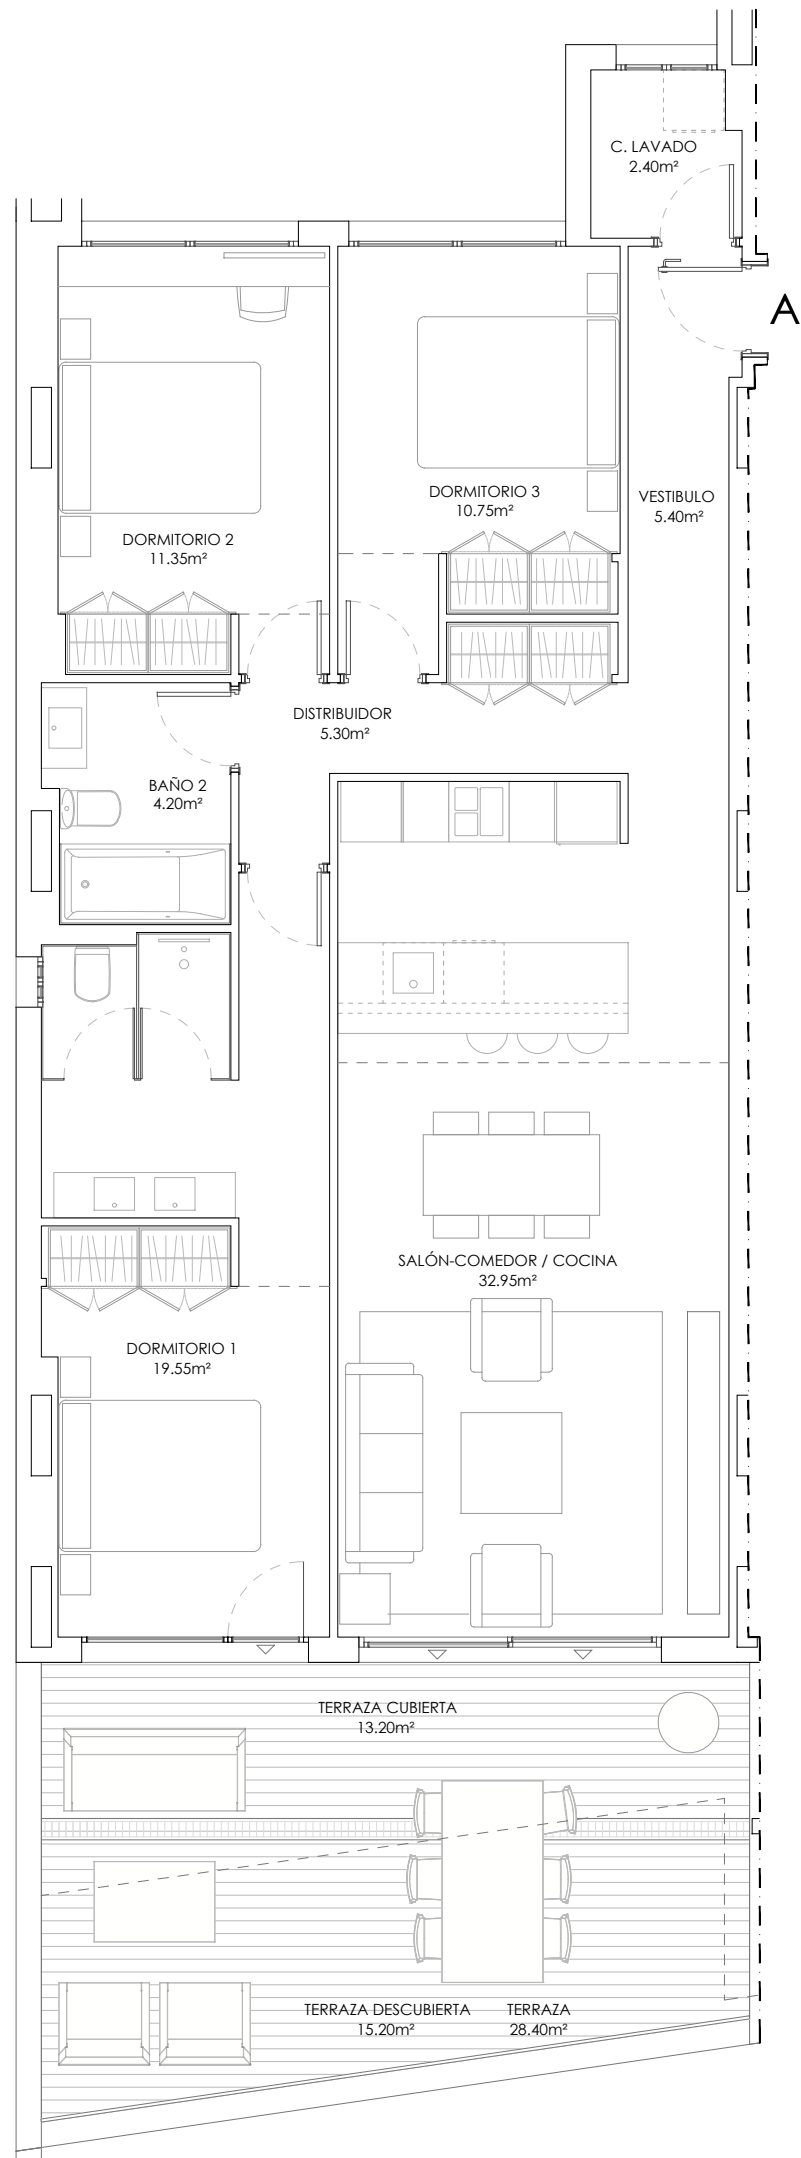 C. LAVADO
2.40m²
A
DORMITORIO 3
10.75m²
VESTIBULO
5.40m²
DORMITORIO 2
11.35m²
DISTRIBUIDOR
5.30m²
BAÑO 2
4.20m²
SALÓN-COMEDOR / COCINA
32.95m²
DORMITORIO 1
19.55m²
TERRAZA CUBIERTA
13.20m²
TERRAZA DESCUBIERTA
15.20m²
TERRAZA
28.40m²